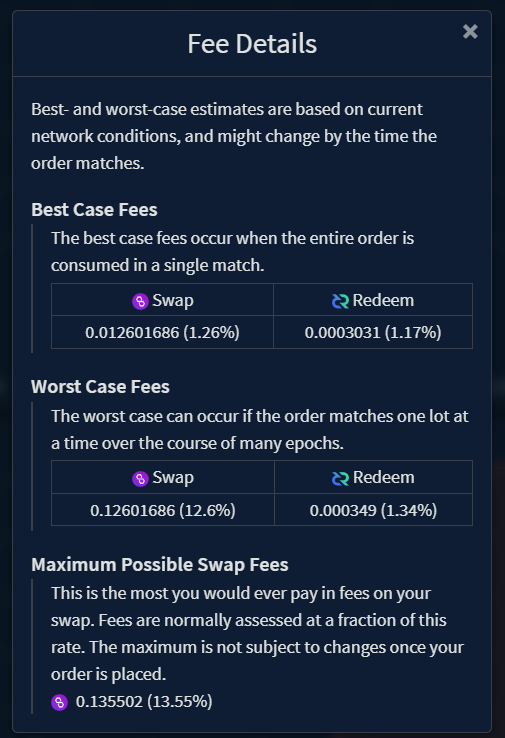 Fee Details
Best- and worst-case estimates are based on current
network conditions, and might change by the time the
order matches.
Best Case Fees
The best case fees occur when the entire order is
consumed in a single match.
Swap
Redeem
0.012601686 (1.26%)
0.0003031 (1.17%)
Worst Case Fees
The worst case can occur if the order matches one lot at
a time over the course of many epochs.
Swap
Redeem
0.12601686 (12.6%)
0.000349 (1.34%)
Maximum Possible Swap Fees
This is the most you would ever pay in fees on your
swap. Fees are normally assessed at a fraction of this
rate. The maximum is not subject to changes once your
order is placed.
0.135502 (13.55%)